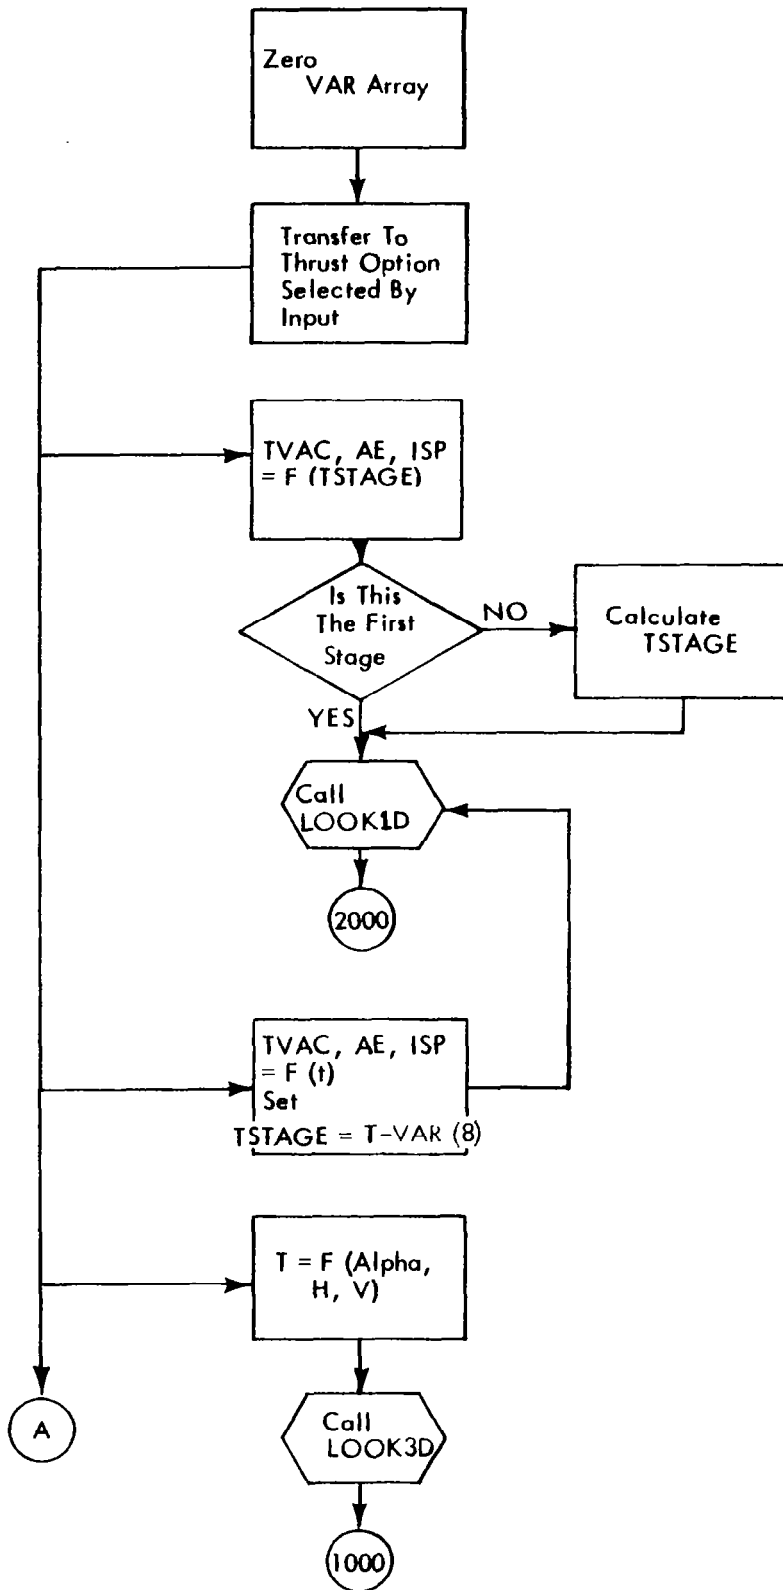 Zero
VAR Array
Transfer To
Thrust Option
Selected By
Input
TVAC, AE, ISP
= F (TSTAGE)
Is This
The First
Stage
NO
Calculate
TSTAGE
YES
Call
LOOK1D
2000
TVAC, AE, ISP
= F (t)
Set
TSTAGE = T-VAR (8)
T = F (Alpha,
H, V)
A
Call
LOOK3D
1000